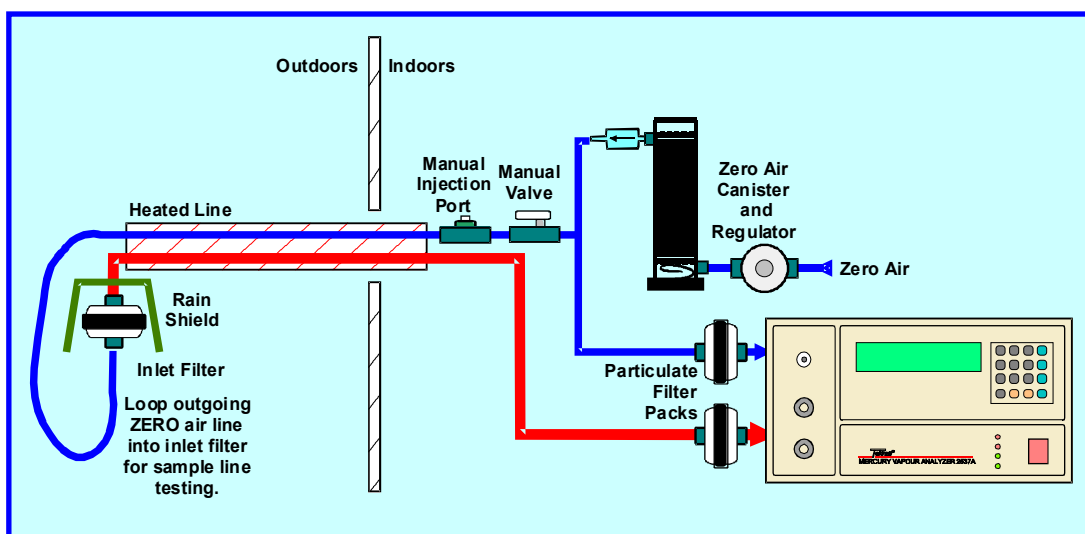 Outdoors
Indoors
Manual
Injection
Port
Manual
Valve
Zero Air
Canister
and
Regulator
Zero Air
Heated Line
Rain
Shield
Inlet Filter
Loop outgoing
ZERO air line
into inlet filter
for sample line
testing.
Particulate
Filter
Packs
MERCURY VAPOUR ANALYZER 2537A